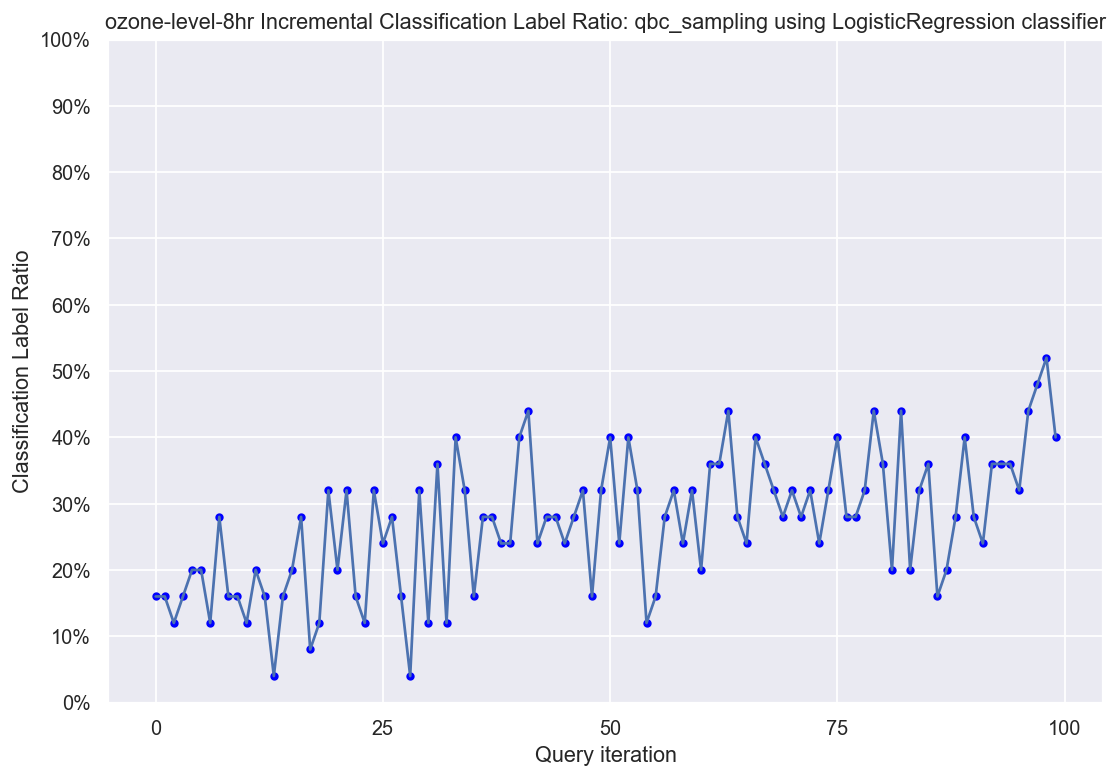 ozone-level-8hr Incremental Classification Label Ratio: qbc_sampling using LogisticRegression classifier
100%
90%
80%
70%
60%
50%
40%
30%
20%
10%
0%
Classification Label Ratio
0 25 50 75 100
Query iteration